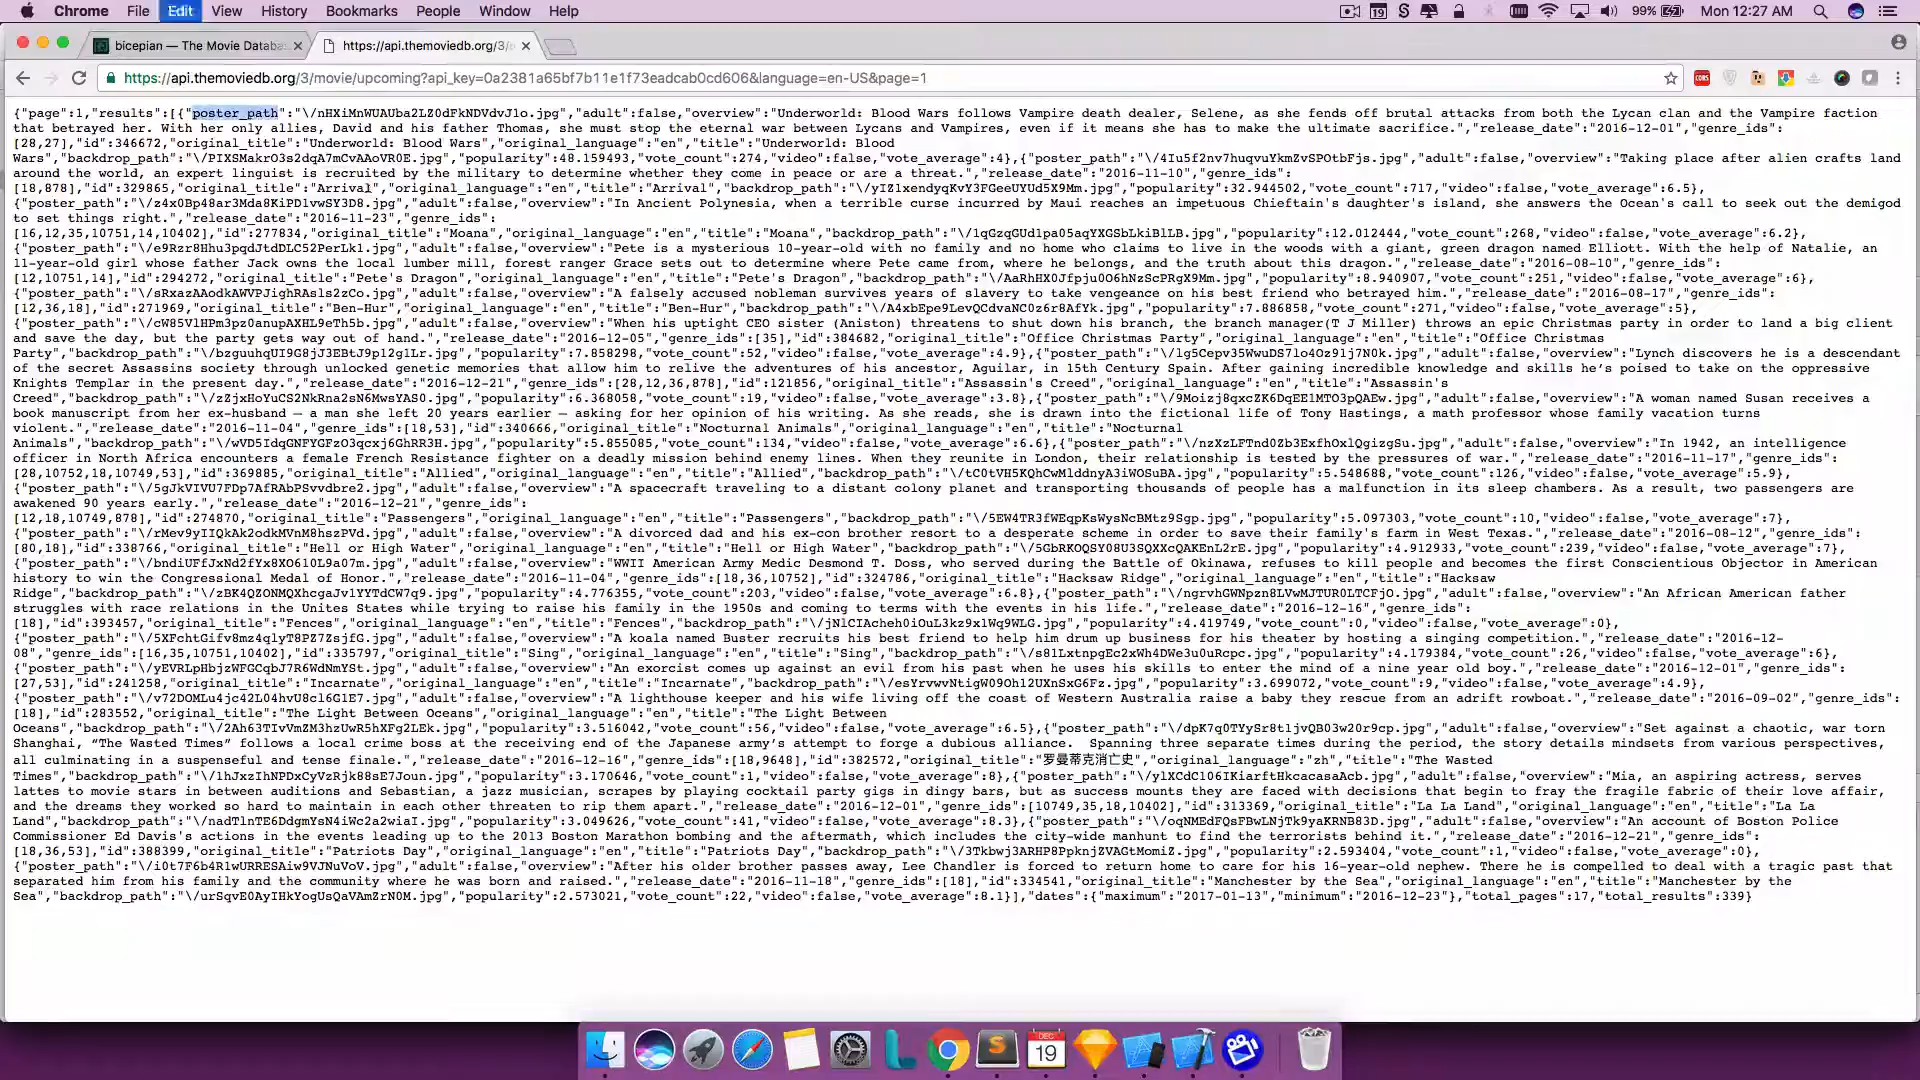 Chrome File Edit View History Bookmarks People Window Help 19 99% Mon 12:27 AM
bicepian — The Movie Databas
https://api.themoviedb.org/3/
https://api.themoviedb.org/3/movie/upcoming?api_key=0a2381a65bf7b11e1f73eadcab0cd606&language=en-US&page=1
{"page":1,"results":[{"poster_path":"\/nHXiMnWUAUba2LZ0dFkNDVdvJ1o.jpg","adult":false,"overview":"Underworld: Blood Wars follows Vampire death dealer, Selene, as she fends off brutal attacks from both the Lycan clan and the Vampire faction
that betrayed her. With her only allies, David and his father Thomas, she must stop the eternal war between Lycans and Vampires, even if it means she has to make the ultimate sacrifice.","release_date":"2016-12-01","genre_ids":
[28,27],"id":346672,"original_title":"Underworld: Blood Wars","original_language":"en","title":"Underworld: Blood
Wars","backdrop_path":"\/PIXSMakrO3s2dqA7mCvAAoVR0E.jpg","popularity":48.159493,"vote_count":274,"video":false,"vote_average":4},{"poster_path":"\/4Iu5f2nv7huqvuYkmZvSPOtbFjs.jpg","adult":false,"overview":"Taking place after alien crafts land
around the world, an expert linguist is recruited by the military to determine whether they come in peace or are a threat.","release_date":"2016-11-10","genre_ids":
[18,878],"id":329865,"original_title":"Arrival","original_language":"en","title":"Arrival","backdrop_path":"\/yIZ1xendyqKvY3FGeeUYUd5X9Mm.jpg","popularity":32.944502,"vote_count":717,"video":false,"vote_average":6.5},
{"poster_path":"\/z4x0Bp48ar3Mda8KiPD1vwSY3D8.jpg","adult":false,"overview":"In Ancient Polynesia, when a terrible curse incurred by Maui reaches an impetuous Chieftain's daughter's island, she answers the Ocean's call to seek out the demigod
to set things right.","release_date":"2016-11-23","genre_ids":
[16,12,35,10751,14,10402],"id":277834,"original_title":"Moana","original_language":"en","title":"Moana","backdrop_path":"\/1qGzqGUd1pa05aqYXGSbLkiBlLB.jpg","popularity":12.012444,"vote_count":268,"video":false,"vote_average":6.2},
{"poster_path":"\/e9Rzr8Hhu3pqdJtdDLC52PerLk1.jpg","adult":false,"overview":"Pete is a mysterious 10-year-old with no family and no home who claims to live in the woods with a giant, green dragon named Elliott. With the help of Natalie, an
11-year-old girl whose father Jack owns the local lumber mill, forest ranger Grace sets out to determine where Pete came from, where he belongs, and the truth about this dragon.","release_date":"2016-08-10","genre_ids":
[12,10751,14],"id":294272,"original_title":"Pete's Dragon","original_language":"en","title":"Pete's Dragon","backdrop_path":"\/AaRhHX0Jfpju0O6hNzScPRgX9Mm.jpg","popularity":8.940907,"vote_count":251,"video":false,"vote_average":6},
{"poster_path":"\/sRxazAAodkAWVPJighRAsls2zCo.jpg","adult":false,"overview":"A falsely accused nobleman survives years of slavery to take vengeance on his best friend who betrayed him.","release_date":"2016-08-17","genre_ids":
[12,36,18],"id":271969,"original_title":"Ben-Hur","original_language":"en","title":"Ben-Hur","backdrop_path":"\/A4xbEpe9LevQCdvaNC0z6r8AfYk.jpg","popularity":7.886858,"vote_count":271,"video":false,"vote_average":5},
{"poster_path":"\/cW85VlHPm3pz0anupAXHL9eTh5b.jpg","adult":false,"overview":"When his uptight CEO sister (Aniston) threatens to shut down his branch, the branch manager(T J Miller) throws an epic Christmas party in order to land a big client
and save the day, but the party gets way out of hand.","release_date":"2016-12-05","genre_ids":[35],"id":384682,"original_title":"Office Christmas Party","original_language":"en","title":"Office Christmas
Party","backdrop_path":"\/bzguuhqUI9G8jJ3EBtJ9pl2g1Lr.jpg","popularity":7.858298,"vote_count":52,"video":false,"vote_average":4.9},{"poster_path":"\/lg5Cepv35WwuDS7lo4Oz9lj7N0k.jpg","adult":false,"overview":"Lynch discovers he is a descendant
of the secret Assassins society through unlocked genetic memories that allow him to relive the adventures of his ancestor, Aguilar, in 15th Century Spain. After gaining incredible knowledge and skills he's poised to take on the oppressive
Knights Templar in the present day.","release_date":"2016-12-21","genre_ids":[28,12,36,878],"id":121856,"original_title":"Assassin's Creed","original_language":"en","title":"Assassin's
Creed","backdrop_path":"\/zZjxHoYuCS2NkRna2sN6MwsYAS0.jpg","popularity":6.368058,"vote_count":19,"video":false,"vote_average":3.8},{"poster_path":"\/9Moizj8qxcZK6DqEE1MTO3pQAEw.jpg","adult":false,"overview":"A woman named Susan receives a
book manuscript from her ex-husband – a man she left 20 years earlier – asking for her opinion of his writing. As she reads, she is drawn into the fictional life of Tony Hastings, a math professor whose family vacation turns
violent.","release_date":"2016-11-04","genre_ids":[18,53],"id":340666,"original_title":"Nocturnal Animals","original_language":"en","title":"Nocturnal
Animals","backdrop_path":"\/wVD5IdqGNFYGFzO3qcxj6GhRR3H.jpg","popularity":5.855085,"vote_count":134,"video":false,"vote_average":6.6},{"poster_path":"\/nzXzLFTnd0Zb3ExfhOxlQgizgSu.jpg","adult":false,"overview":"In 1942, an intelligence
officer in North Africa encounters a female French Resistance fighter on a deadly mission behind enemy lines. When they reunite in London, their relationship is tested by the pressures of war.","release_date":"2016-11-17","genre_ids":
[28,10752,18,10749,53],"id":369885,"original_title":"Allied","original_language":"en","title":"Allied","backdrop_path":"\/tC0tVH5KQhCwMlddnyA3iWOSuBA.jpg","popularity":5.548688,"vote_count":126,"video":false,"vote_average":5.9},
{"poster_path":"\/5gJkVIVU7FDp7AfRAbPSvvdbre2.jpg","adult":false,"overview":"A spacecraft traveling to a distant colony planet and transporting thousands of people has a malfunction in its sleep chambers. As a result, two passengers are
awakened 90 years early.","release_date":"2016-12-21","genre_ids":
[12,18,10749,878],"id":274870,"original_title":"Passengers","original_language":"en","title":"Passengers","backdrop_path":"\/5EW4TR3fWEqpKsWysNcBMtz9Sgp.jpg","popularity":5.097303,"vote_count":10,"video":false,"vote_average":7},
{"poster_path":"\/rMev9yIIQkAk2odkMVnM8hszPVd.jpg","adult":false,"overview":"A divorced dad and his ex-con brother resort to a desperate scheme in order to save their family's farm in West Texas.","release_date":"2016-08-12","genre_ids":
[80,18],"id":338766,"original_title":"Hell or High Water","original_language":"en","title":"Hell or High Water","backdrop_path":"\/5GbRKOQSY08U3SQXXcQAKEnL2rE.jpg","popularity":4.912933,"vote_count":239,"video":false,"vote_average":7},
{"poster_path":"\/bndiUFfJxNd2fYx8XO610L9a07m.jpg","adult":false,"overview":"WWII American Army Medic Desmond T. Doss, who served during the Battle of Okinawa, refuses to kill people and becomes the first Conscientious Objector in American
history to win the Congressional Medal of Honor.","release_date":"2016-11-04","genre_ids":[18,36,10752],"id":324786,"original_title":"Hacksaw Ridge","original_language":"en","title":"Hacksaw
Ridge","backdrop_path":"\/zBK4QZONMQXhcgaJv1YYTdCW7q9.jpg","popularity":4.776355,"vote_count":203,"video":false,"vote_average":6.8},{"poster_path":"\/ngrvhGWNpzn8LVwMJTUR0LTCFjO.jpg","adult":false,"overview":"An African American father
struggles with race relations in the Unites States while trying to raise his family in the 1950s and coming to terms with the events in his life.","release_date":"2016-12-16","genre_ids":
[18],"id":393457,"original_title":"Fences","original_language":"en","title":"Fences","backdrop_path":"\/jNlCIAcheh0iOuL3kz9x1Wq9WLG.jpg","popularity":4.419749,"vote_count":0,"video":false,"vote_average":0},
{"poster_path":"\/5XFchtGifv8mz4qlyT8PZ7ZsjfG.jpg","adult":false,"overview":"A koala named Buster recruits his best friend to help him drum up business for his theater by hosting a singing competition.","release_date":"2016-12-
08","genre_ids":[16,35,10751,10402],"id":335797,"original_title":"Sing","original_language":"en","title":"Sing","backdrop_path":"\/s81LxtnpgEc2xWh4DWe3u0uRcpc.jpg","popularity":4.179384,"vote_count":26,"video":false,"vote_average":6},
{"poster_path":"\/yEVRLpHbjzWFGCqbJ7R6WdNmYSt.jpg","adult":false,"overview":"An exorcist comes up against an evil from his past when he uses his skills to enter the mind of a nine year old boy.","release_date":"2016-12-01","genre_ids":
[27,53],"id":241258,"original_title":"Incarnate","original_language":"en","title":"Incarnate","backdrop_path":"\/esYrvwvNtigW09Ohl2UXnSxG6Fz.jpg","popularity":3.699072,"vote_count":9,"video":false,"vote_average":4.9},
{"poster_path":"\/v72DOMLu4jc42L04hvU8cl6G1E7.jpg","adult":false,"overview":"A lighthouse keeper and his wife living off the coast of Western Australia raise a baby they rescue from an adrift rowboat.","release_date":"2016-09-02","genre_ids":
[18],"id":283552,"original_title":"The Light Between Oceans","original_language":"en","title":"The Light Between
Oceans","backdrop_path":"\/2Ah63TIvVmZM3hzUwR5hXFg2LEk.jpg","popularity":3.516042,"vote_count":56,"video":false,"vote_average":6.5},{"poster_path":"\/dpK7q0TYySr8tljvQB03w20r9cp.jpg","adult":false,"overview":"Set against a chaotic, war torn
Shanghai, “The Wasted Times” follows a local crime boss at the receiving end of the Japanese army’s attempt to forge a dubious alliance.  Spanning three separate times during the period, the story details mindsets from various perspectives,
all culminating in a suspenseful and tense finale.","release_date":"2016-12-16","genre_ids":[18,9648],"id":382572,"original_title":"罗曼蒂克消亡史","original_language":"zh","title":"The Wasted
Times","backdrop_path":"\/1hJxzIhNPDxCyVzRjk88sE7Joun.jpg","popularity":3.170646,"vote_count":1,"video":false,"vote_average":8},{"poster_path":"\/ylXCdC106IKiarftHkcacasaAcb.jpg","adult":false,"overview":"Mia, an aspiring actress, serves
lattes to movie stars in between auditions and Sebastian, a jazz musician, scrapes by playing cocktail party gigs in dingy bars, but as success mounts they are faced with decisions that begin to fray the fragile fabric of their love affair,
and the dreams they worked so hard to maintain in each other threaten to rip them apart.","release_date":"2016-12-01","genre_ids":[10749,35,18,10402],"id":313369,"original_title":"La La Land","original_language":"en","title":"La La
Land","backdrop_path":"\/nadTlnTE6DdgmYsN4iWc2a2wiaI.jpg","popularity":3.049626,"vote_count":41,"video":false,"vote_average":8.3},{"poster_path":"\/oqNMEdFQsFBwLNjTk9yaKRNB83D.jpg","adult":false,"overview":"An account of Boston Police
Commissioner Ed Davis's actions in the events leading up to the 2013 Boston Marathon bombing and the aftermath, which includes the city-wide manhunt to find the terrorists behind it.","release_date":"2016-12-21","genre_ids":
[18,36,53],"id":388399,"original_title":"Patriots Day","original_language":"en","title":"Patriots Day","backdrop_path":"\/3Tkbwj3ARHP8PpknjZVAGtMomiZ.jpg","popularity":2.593404,"vote_count":1,"video":false,"vote_average":0},
{"poster_path":"\/i0t7F6b4RlwURRESAiw9VJNuVoV.jpg","adult":false,"overview":"After his older brother passes away, Lee Chandler is forced to return home to care for his 16-year-old nephew. There he is compelled to deal with a tragic past that
separated him from his family and the community where he was born and raised.","release_date":"2016-11-18","genre_ids":[18],"id":334541,"original_title":"Manchester by the Sea","original_language":"en","title":"Manchester by the
Sea","backdrop_path":"\/urSqvE0AyIHkYogUsQaVAmZrN0M.jpg","popularity":2.573021,"vote_count":22,"video":false,"vote_average":8.1}],"dates":{"maximum":"2017-01-13","minimum":"2016-12-23"},"total_pages":17,"total_results":339}
DEC
19